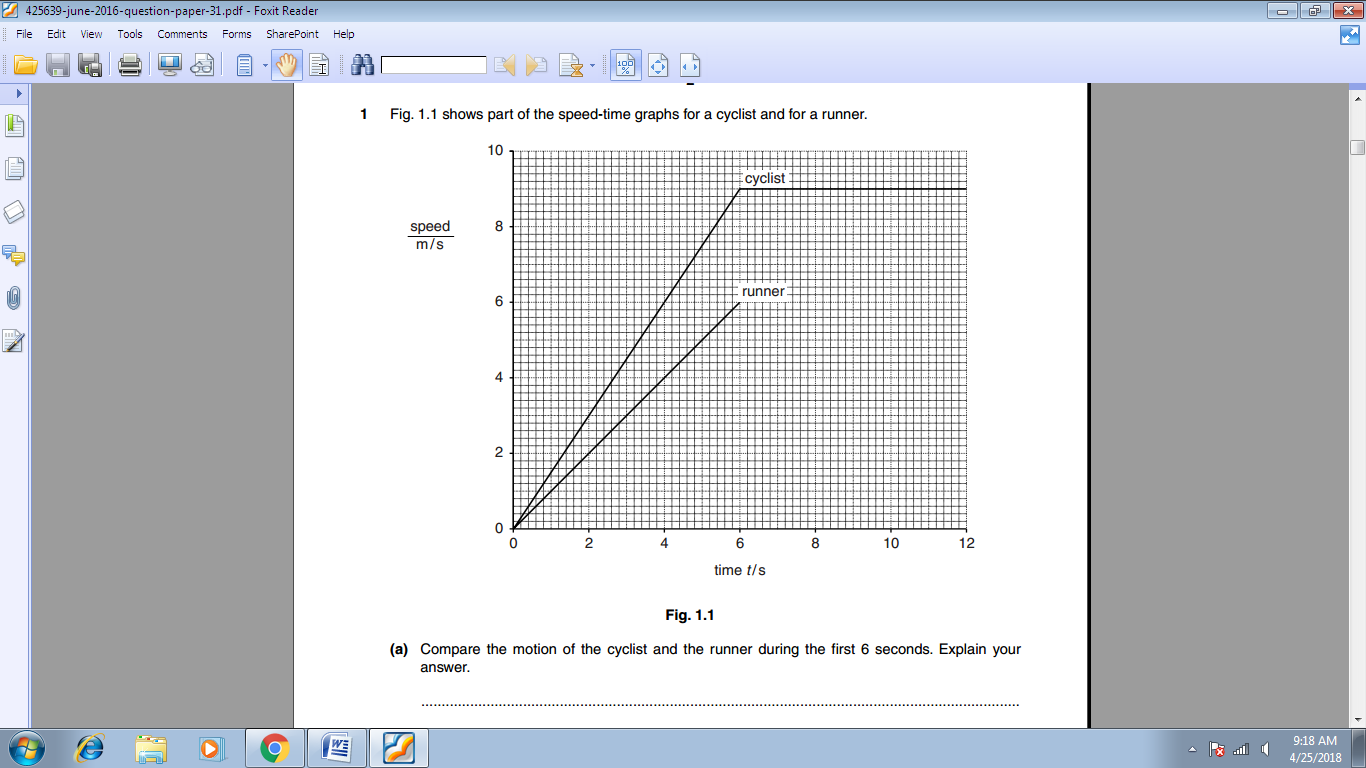 425639-june-2016-question-paper-31.pdf - Foxit Reader
File Edit View Tools Comments Forms SharePoint Help
100%
1 Fig. 1.1 shows part of the speed-time graphs for a cyclist and for a runner.
10
cyclist
speed
m/s
8
runner
6
4
2
0
0 2 4 6 8 10 12
time t/s
Fig. 1.1
(a) Compare the motion of the cyclist and the runner during the first 6 seconds. Explain your
answer.
9:18 AM
4/25/2018